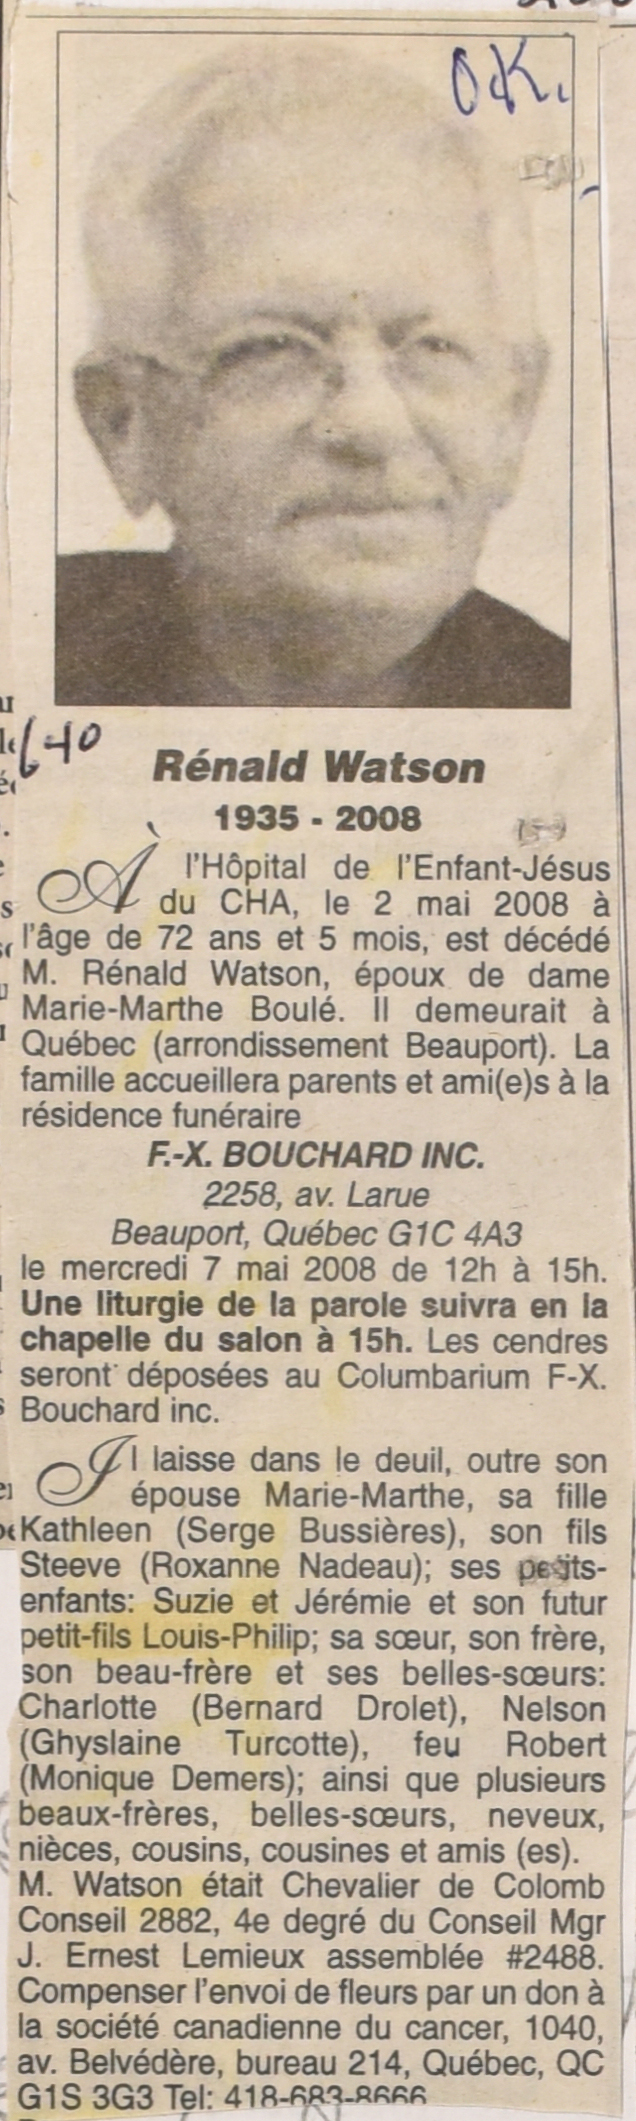 O.K.
640
Rénald Watson
1935 - 2008
À l'Hôpital de l'Enfant-Jésus
du CHA, le 2 mai 2008 à
l'âge de 72 ans et 5 mois, est décédé
M. Rénald Watson, époux de dame
Marie-Marthe Boulé. Il demeurait à
Québec (arrondissement Beauport). La
famille accueillera parents et ami(e)s à la
résidence funéraire
F.-X. BOUCHARD INC.
2258, av. Larue
Beauport, Québec G1C 4A3
le mercredi 7 mai 2008 de 12h à 15h.
Une liturgie de la parole suivra en la
chapelle du salon à 15h. Les cendres
seront déposées au Columbarium F-X.
Bouchard inc.
Il laisse dans le deuil, outre son
épouse Marie-Marthe, sa fille
Kathleen (Serge Bussières), son fils
Steeve (Roxanne Nadeau); ses petits-
enfants: Suzie et Jérémie et son futur
petit-fils Louis-Philip; sa sœur, son frère,
son beau-frère et ses belles-sœurs:
Charlotte (Bernard Drolet), Nelson
(Ghyslaine Turcotte), feu Robert
(Monique Demers); ainsi que plusieurs
beaux-frères, belles-sœurs, neveux,
nièces, cousins, cousines et amis (es).
M. Watson était Chevalier de Colomb
Conseil 2882, 4e degré du Conseil Mgr
J. Ernest Lemieux assemblée #2488.
Compenser l'envoi de fleurs par un don à
la société canadienne du cancer, 1040,
av. Belvédère, bureau 214, Québec, QC
G1S 3G3 Tel: 418-683-8666